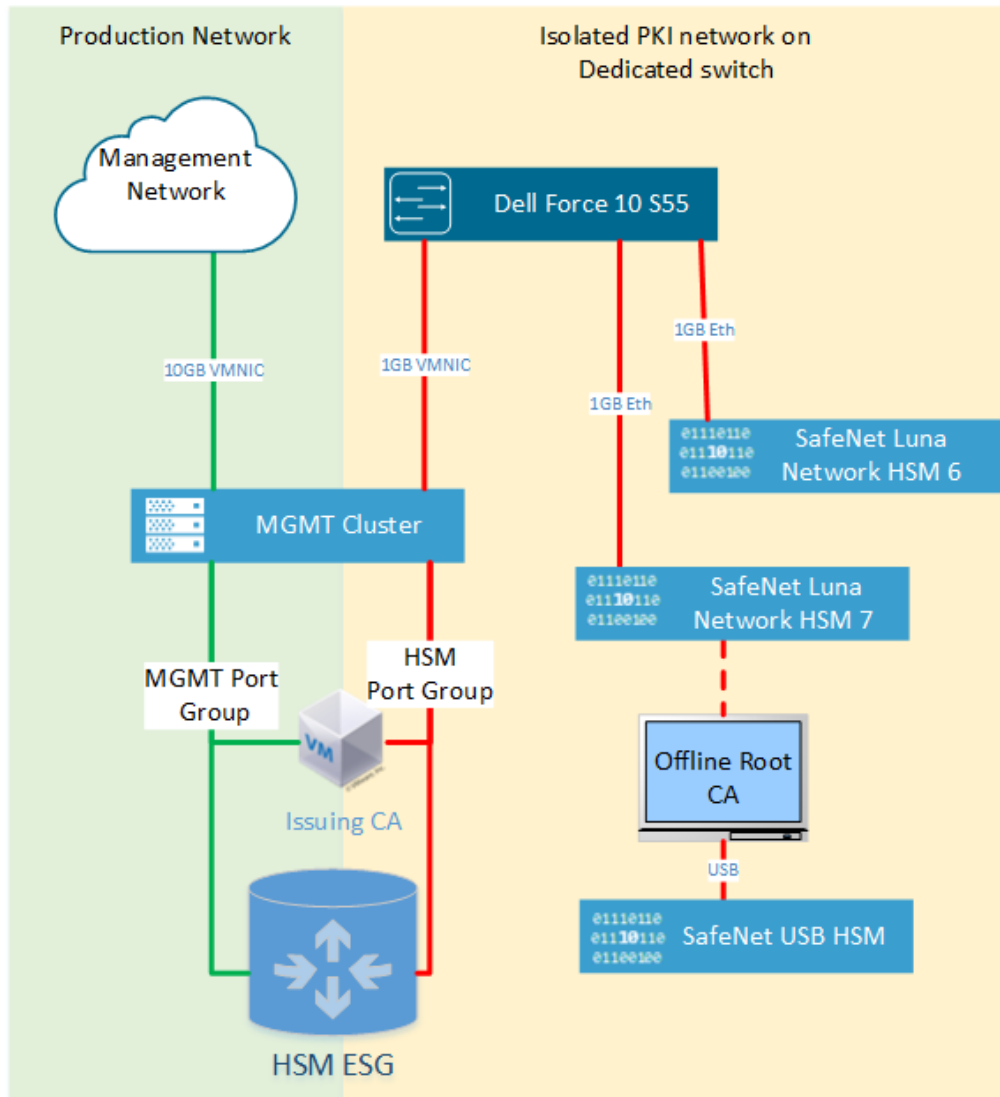 Production Network
Isolated PKI network on
Dedicated switch
Management
Network
Dell Force 10 S55
10GB VMNIC
1GB VMNIC
1GB Eth
1GB Eth
SafeNet Luna
Network HSM 6
MGMT Cluster
SafeNet Luna
Network HSM 7
MGMT Port
Group
HSM
Port Group
VM
Issuing CA
Offline Root
CA
USB
SafeNet USB HSM
HSM ESG